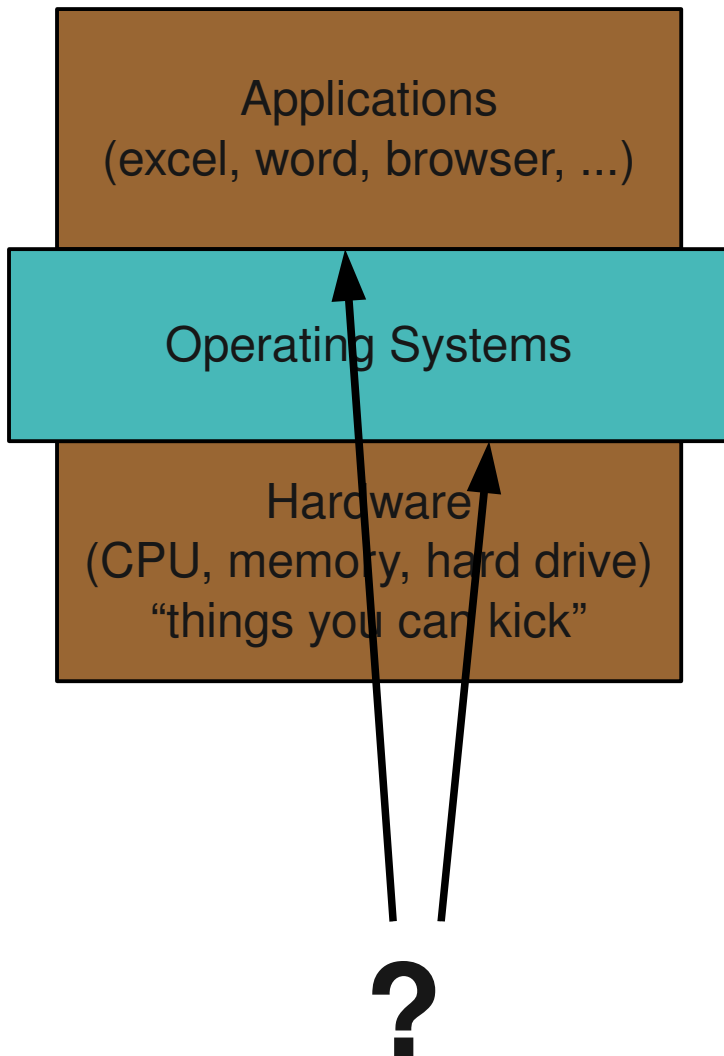 Applications
(excel, word, browser, ...)
Operating Systems
Hardware
(CPU, memory, hard drive)
“things you can kick”
?